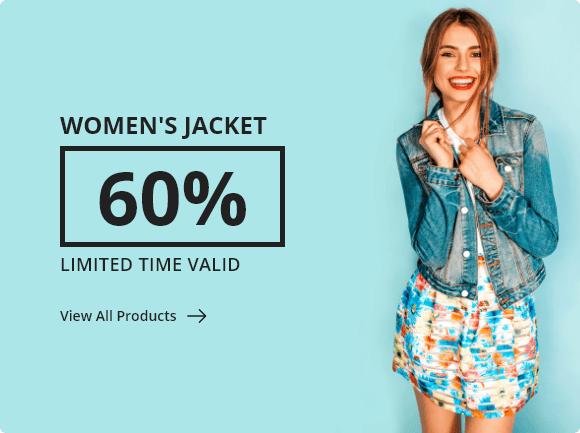 WOMEN'S JACKET
60%
LIMITED TIME VALID
View All Products